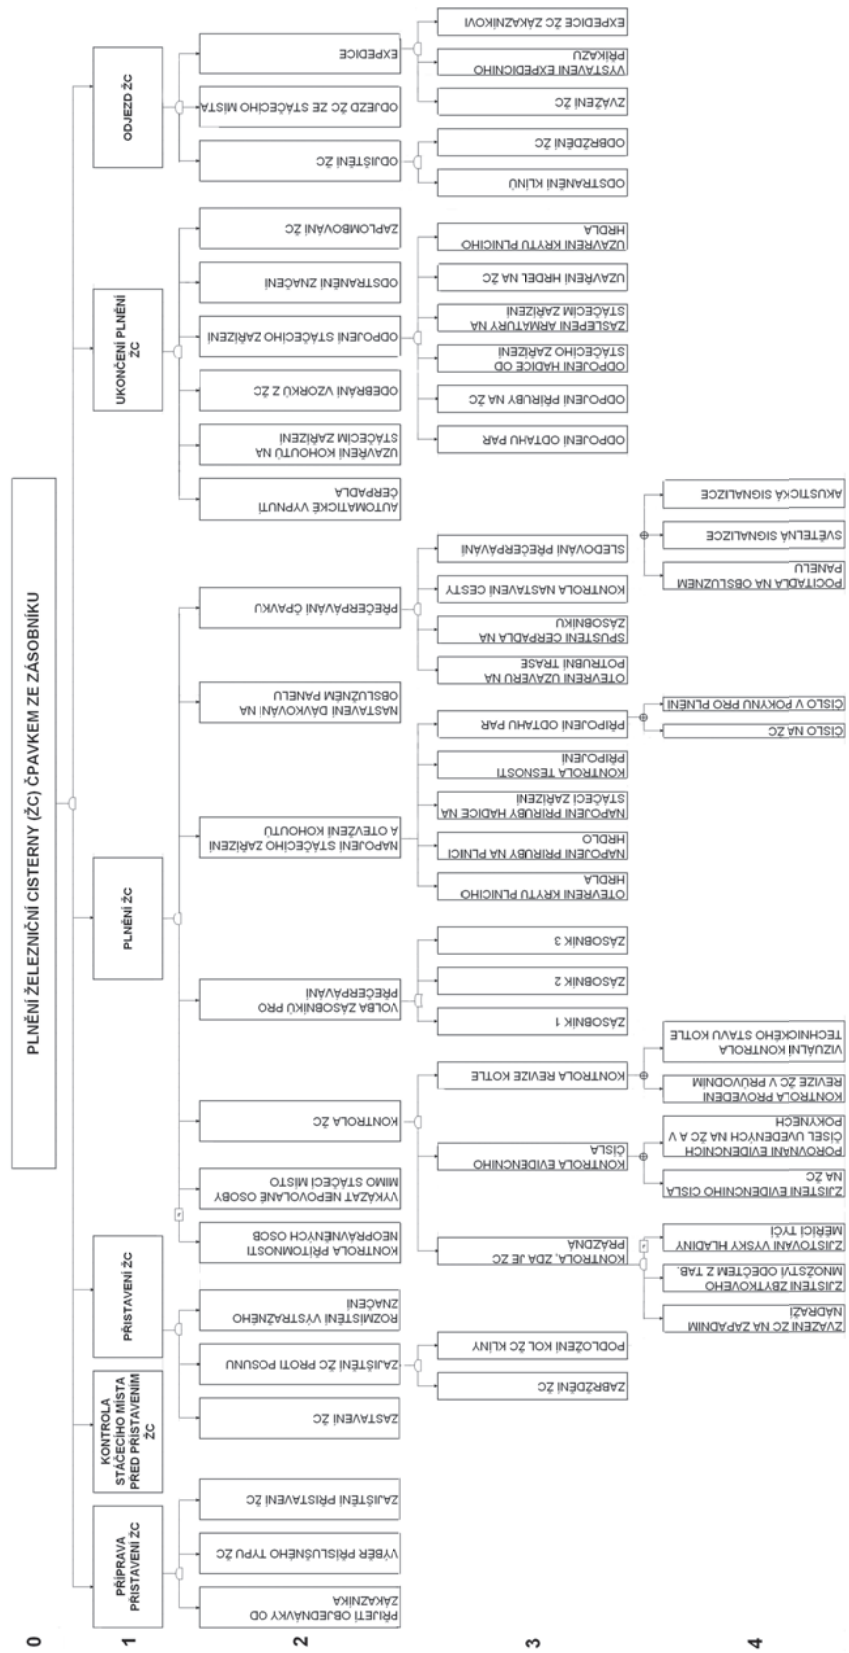 0
PLNĚNÍ ŽELEZNIČNÍ CISTERNY (ŽC) ČPAVKEM ZE ZÁSOBNÍKU
1
PŘÍPRAVA
PŘISTAVENÍ ŽC
KONTROLA
STÁČECÍHO MÍSTA
PŘED PŘISTAVENÍM
ŽC
PŘISTAVENÍ ŽC
PLNĚNÍ ŽC
UKONČENÍ PLNĚNÍ
ŽC
ODJEZD ŽC
2
PŘIJETÍ OBJEDNÁVKY OD
ZÁKAZNÍKA
VÝBĚR PŘÍSLUŠNÉHO TYPU ŽC
ZAJIŠTĚNÍ PŘISTAVENÍ ŽC
ZASTAVENÍ ŽC
ZAJIŠTĚNÍ ŽC PROTI POSUNU
ROZMÍSTĚNÍ VÝSTRAŽNÉHO
ZNAČENÍ
KONTROLA PŘÍTOMNOSTI
NEOPRÁVNĚNÝCH OSOB
VYKÁZAT NEPOVOLANÉ OSOBY
MIMO STÁČECÍ MÍSTO
KONTROLA ŽC
VOLBA ZÁSOBNÍKŮ PRO
PŘEČERPÁVÁNÍ
NAPOJENÍ STÁČECÍHO ZAŘÍZENÍ
A OTEVŽENÍ KOHOUTŮ
NASTAVENÍ DÁVKOVÁNÍ NA
OBSLUŽNÉM PANELU
PŘEČERPÁVÁNÍ ČPAVKU
AUTOMATICKÉ VYPNUTÍ
ČERPADLA
UZAVŘENÍ KOHOUTŮ NA
STÁČECÍM ZAŘÍZENÍ
ODEBRÁNÍ VZORKŮ Z ŽC
ODPOJENÍ STÁČECÍHO ZAŘÍZENÍ
ODSTRANĚNÍ ZNAČENÍ
ZAPLOMBOVÁNÍ ŽC
ODJIŠTĚNÍ ŽC
ODJEZD ŽC ZE STÁČECÍHO MÍSTA
EXPEDICE
3
ZABRŽDĚNÍ ŽC
PODLOŽENÍ KOL ŽC KLÍNY
KONTROLA, ZDA JE ŽC
PRÁZDNÁ
KONTROLA EVIDENČNÍHO
ČÍSLA
KONTROLA REVIZE KOTLE
ZÁSOBNÍK 1
ZÁSOBNÍK 2
ZÁSOBNÍK 3
OTEVŘENÍ KRYTU PLNÍCÍHO
HRDLA
NAPOJENÍ PŘÍRUBY NA PLNÍCÍ
HRDLO
NAPOJENÍ PŘÍRUBY HADICE NA
STÁČECÍ ZAŘÍZENÍ
KONTROLA TĚSNOSTI
PŘIPOJENÍ
PŘIPOJENÍ ODTAHU PAR
OTEVŘENÍ UZÁVĚRU NA
POTRUBNÍ TRASE
SPUŠTĚNÍ ČERPADLA NA
ZÁSOBNÍKU
KONTROLA NASTAVENÍ CESTY
SLEDOVÁNÍ PŘEČERPÁVÁNÍ
ODPOJENÍ ODTAHU PAR
ODPOJENÍ PŘÍRUBY NA ŽC
ODPOJENÍ HADICE OD
STÁČECÍHO ZAŘÍZENÍ
ZASLEPENÍ ARMATURY NA
STÁČECÍM ZAŘÍZENÍ
UZAVŘENÍ HRDEL NA ŽC
UZAVŘENÍ KRYTU PLNÍCÍHO
HRDLA
ODSTRANĚNÍ KLÍNŮ
ODBRŽDĚNÍ ŽC
ZVÁŽENÍ ŽC
VYSTAVENÍ EXPEDIČNÍHO
PŘÍKAZU
EXPEDICE ŽC ZÁKAZNÍKOVI
4
ZVÁŽENÍ ŽC NA ZÁPADNÍM
NÁDRAŽÍ
ZJIŠTĚNÍ ZBYTKOVÉHO
MNOŽSTVÍ ODEČTEM Z TAB.
ZJIŠŤOVÁNÍ VÝŠKY HLADINY
MĚŘÍCÍ TYČÍ
ZJIŠTĚNÍ EVIDENČNÍHO ČÍSLA
NA ŽC
POROVNÁNÍ EVIDENČNÍCH
ČÍSEL UVEDENÝCH NA ŽC A V
POKYNECH
KONTROLA PROVEDENÍ
REVIZE ŽC V PRŮVODNÍM
VIZUÁLNÍ KONTROLA
TECHNICKÉHO STAVU KOTLE
ČÍSLO NA ŽC
ČÍSLO V POKYNU PRO PLNĚNÍ
POČÍTADLA NA OBSLUŽNÉM
PANELU
SVĚTELNÁ SIGNALIZCE
AKUSTICKÁ SIGNALIZCE